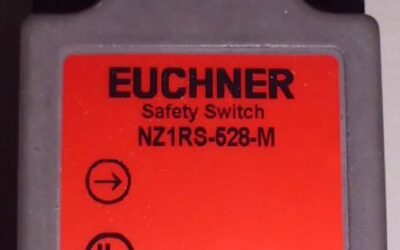 EUCHNER
Safety Switch
NZ1RS-528-M